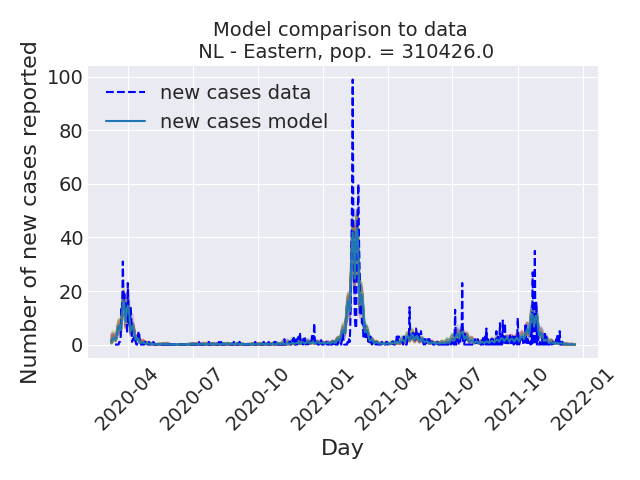 Model comparison to data
NL - Eastern, pop. = 310426.0
Number of new cases reported
100
80
60
40
20
0
new cases data
new cases model
2020-04
2020-07
2020-10
2021-01
2021-04
2021-07
2021-10
2022-01
Day